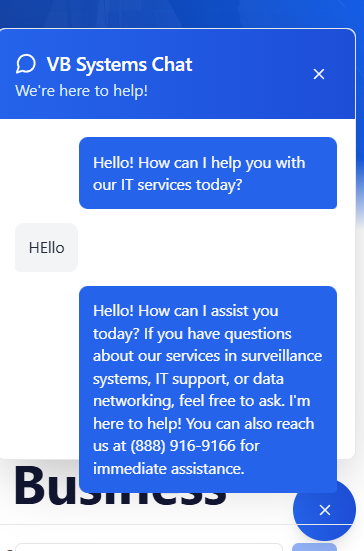 VB Systems Chat
We're here to help!
Hello! How can I help you with
our IT services today?
HEllo
Hello! How can I assist you
today? If you have questions
about our services in surveillance
systems, IT support, or data
networking, feel free to ask. I'm
here to help! You can also reach
us at (888) 916-9166 for
immediate assistance.
Business